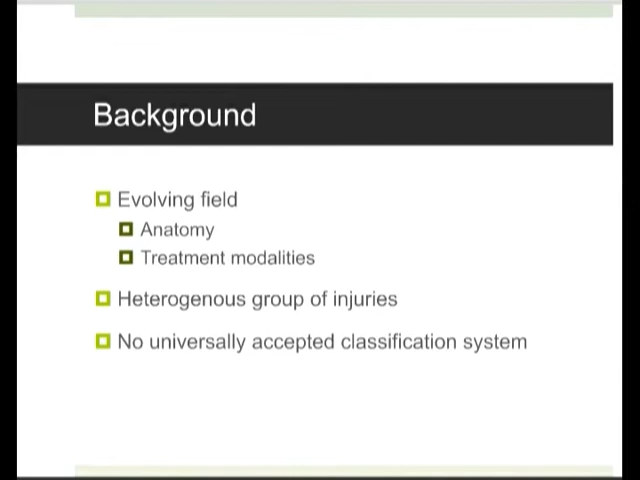 Background
Evolving field
Anatomy
Treatment modalities
Heterogenous group of injuries
No universally accepted classification system